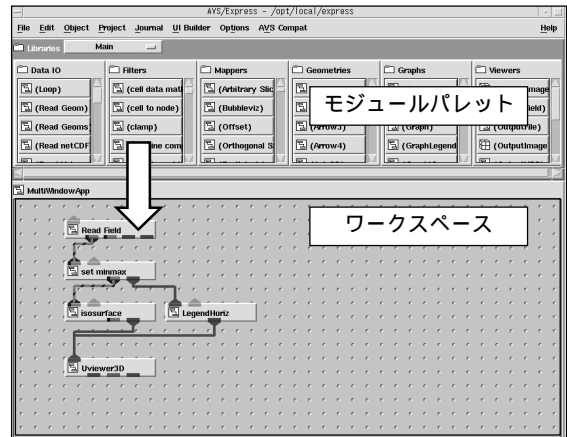 AVS/Express - /opt/local/express
File Edit Object Project Journal UI Builder Options AVS Compat Help
Libraries Main
Data IO Filters Mappers Geometries Graphs Viewers
(Loop) (cell data mat (Arbitrary Slic
(Read Geom) (cell to node) (Bubbleviz)
モジュールパレット
(Read Geoms (clamp) (Offset) (Arrow3) (Graph) (OutputFile)
(Read netCDF (Orthogonal S (Arrow4) (GraphLegend (OutputImage
MultiWindowApp
ワークスペース
Read Field
set minmax
isosurface LegendHoriz
Uviewer3D